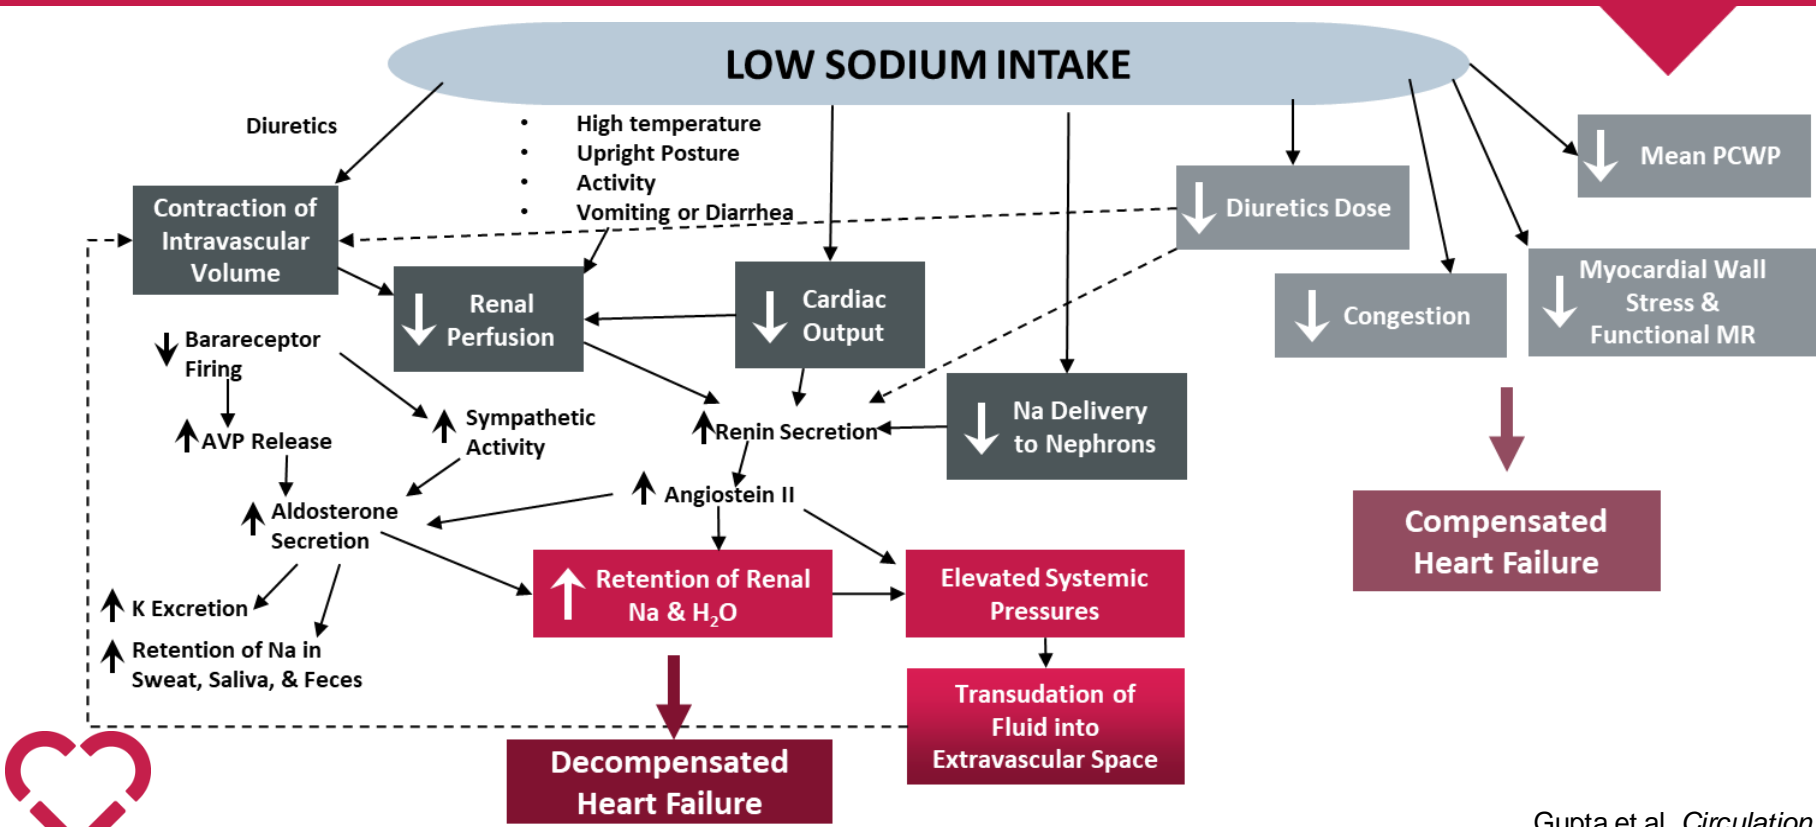 LOW SODIUM INTAKE
Diuretics
• High temperature
• Upright Posture
• Activity
• Vomiting or Diarrhea
Mean PCWP
Diuretics Dose
Contraction of
Intravascular
Volume
Renal
Perfusion
Cardiac
Output
Congestion
Myocardial Wall
Stress &
Functional MR
Barareceptor
Firing
AVP Release
Sympathetic
Activity
Renin Secretion
Na Delivery
to Nephrons
Angiostein II
Aldosterone
Secretion
K Excretion
Retention of Na in
Sweat, Saliva, & Feces
Retention of Renal
Na & H₂O
Elevated Systemic
Pressures
Compensated
Heart Failure
Transudation of
Fluid into
Extravascular Space
Decompensated
Heart Failure
Gupta et al. Circulation